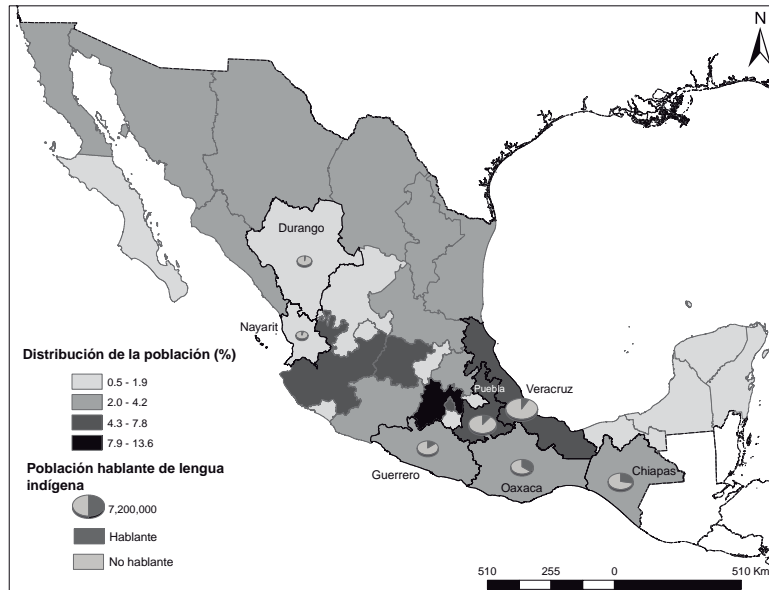 N
Durango
Nayarit
Distribución de la población (%)
0.5 - 1.9
2.0 - 4.2
4.3 - 7.8
7.9 - 13.6
Población hablante de lengua
indígena
7,200,000
Hablante
No hablante
Puebla
Veracruz
Guerrero
Oaxaca
Chiapas
510 255 0 510 Km